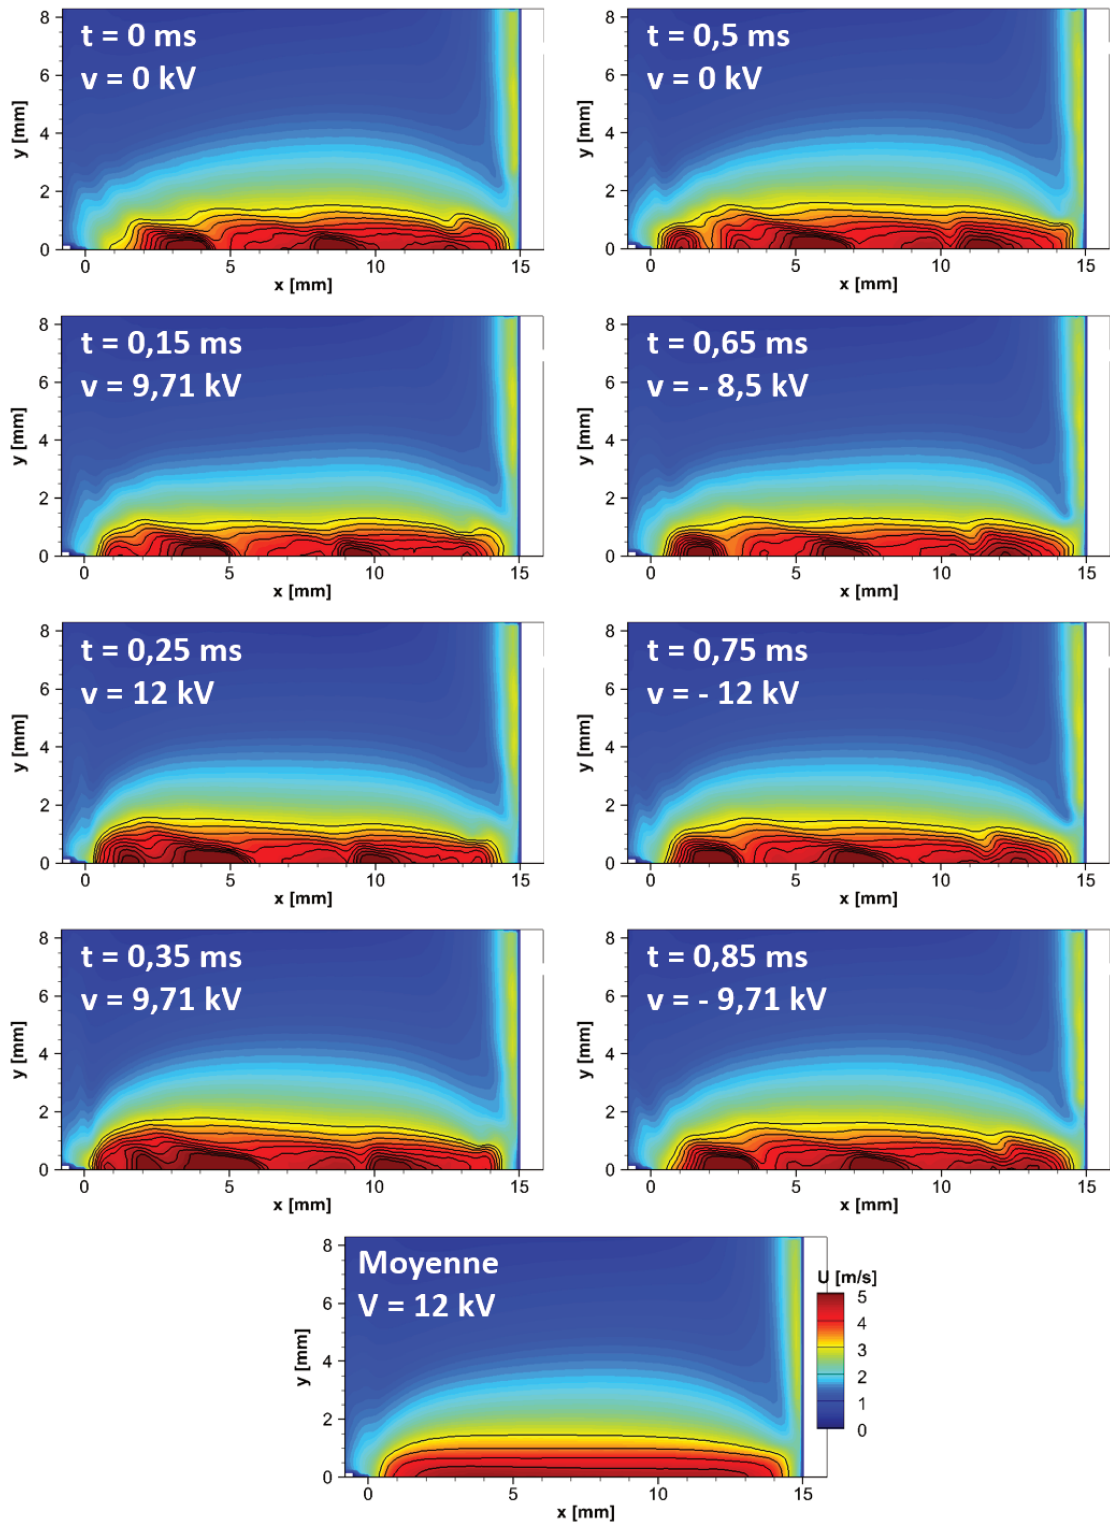 t = 0 ms
v = 0 kV
8
6
4
2
0
y [mm]
0 5 10 15
x [mm]
t = 0,5 ms
v = 0 kV
8
6
4
2
0
y [mm]
0 5 10 15
x [mm]
t = 0,15 ms
v = 9,71 kV
8
6
4
2
0
y [mm]
0 5 10 15
x [mm]
t = 0,65 ms
v = - 8,5 kV
8
6
4
2
0
y [mm]
0 5 10 15
x [mm]
t = 0,25 ms
v = 12 kV
8
6
4
2
0
y [mm]
0 5 10 15
x [mm]
t = 0,75 ms
v = - 12 kV
8
6
4
2
0
y [mm]
0 5 10 15
x [mm]
t = 0,35 ms
v = 9,71 kV
8
6
4
2
0
y [mm]
0 5 10 15
x [mm]
t = 0,85 ms
v = - 9,71 kV
8
6
4
2
0
y [mm]
0 5 10 15
x [mm]
Moyenne
V = 12 kV
8
6
4
2
0
y [mm]
0 5 10 15
x [mm]
U [m/s]
5
4
3
2
1
0